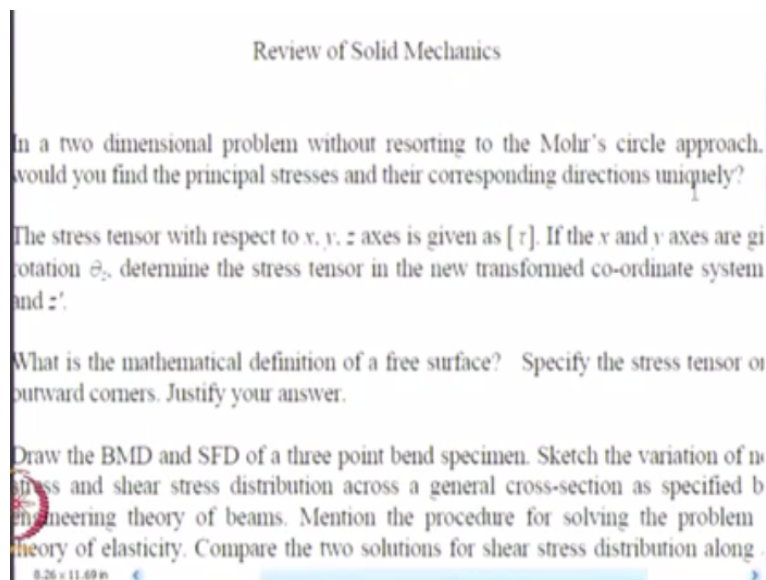 Review of Solid Mechanics
In a two dimensional problem without resorting to the Mohr's circle approach.
would you find the principal stresses and their corresponding directions uniquely?
The stress tensor with respect to x, y, z axes is given as [τ]. If the x and y axes are gi
rotation θz, determine the stress tensor in the new transformed co-ordinate system
and z'.
What is the mathematical definition of a free surface? Specify the stress tensor on
outward corners. Justify your answer.
Draw the BMD and SFD of a three point bend specimen. Sketch the variation of n
stress and shear stress distribution across a general cross-section as specified b
engineering theory of beams. Mention the procedure for solving the problem
theory of elasticity. Compare the two solutions for shear stress distribution along
8.26 x 11.69 in